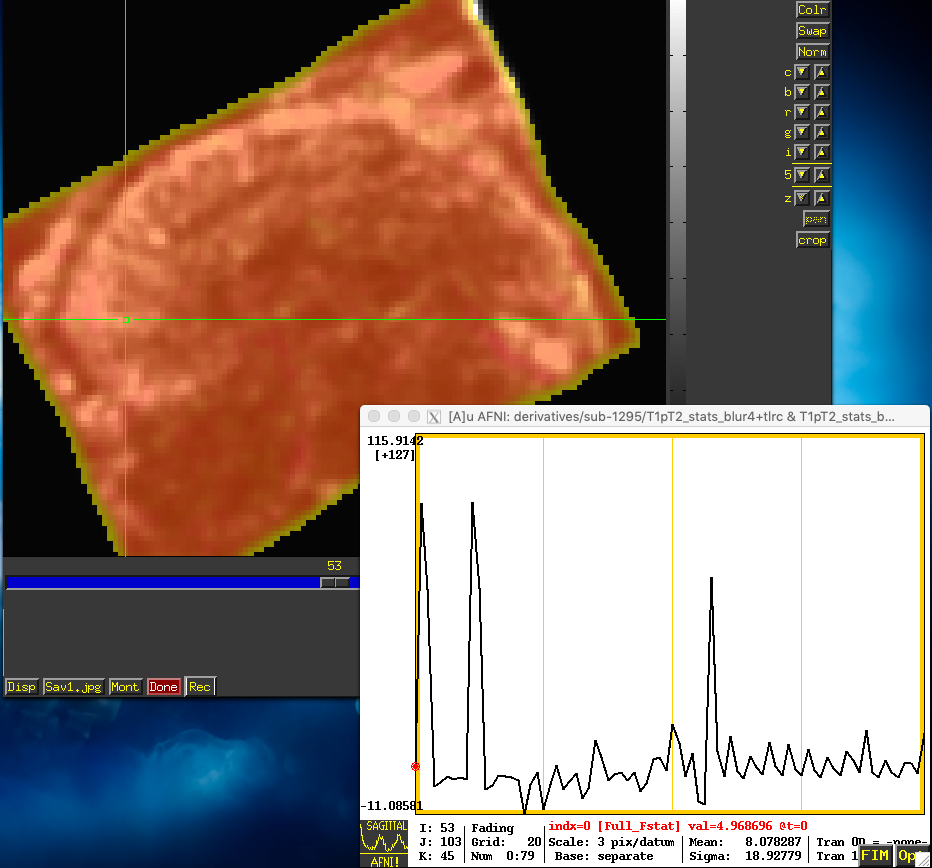 Colr
Swap
Norm
c
b
r
g
i
5
z
pan
crop
53
Disp Sav1.jpg Mont Done Rec
[A]u AFNI: derivatives/sub-1295/T1pT2_stats_blur4+tlrc & T1pT2_stats_b...
115.9142
[+127]
-11.08581
SAGITTAL
AFNI!
I: 53 Fading indx=0 [Full_Fstat] val=4.968696 @t=0
J: 103 Grid: 20 Scale: 3 pix/datum Mean: 8.078287 Tran 0D = -none-
K: 45 Num 0:79 Base: separate Sigma: 18.92779 Tran 1
FIM Op